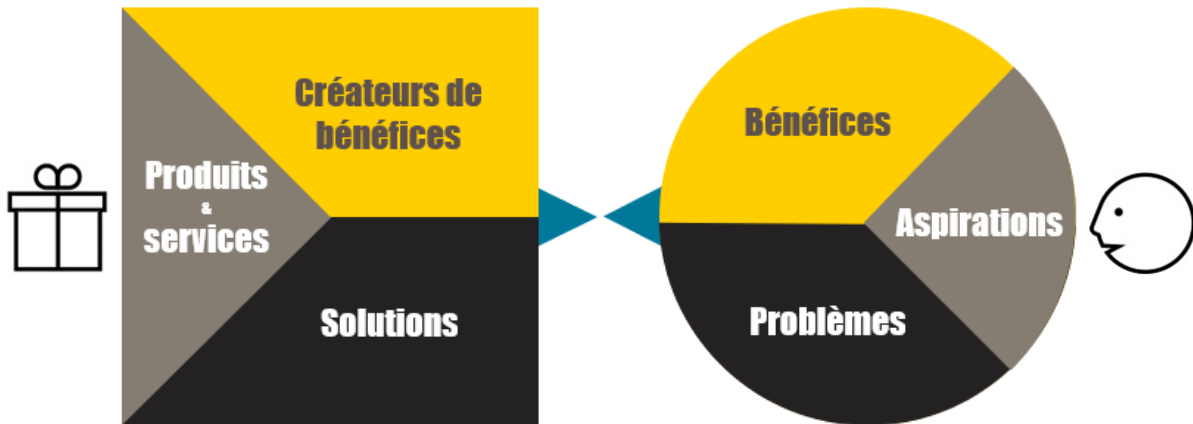 Créateurs de
bénéfices
Produits
&
services
Solutions
Bénéfices
Aspirations
Problèmes